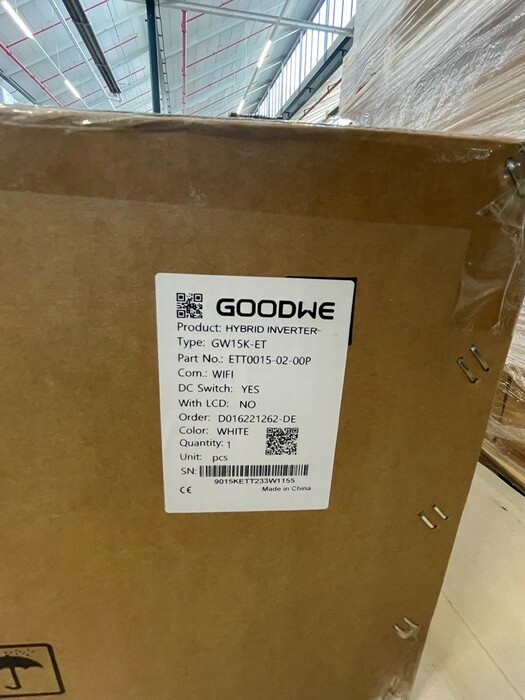 GOODWE
Product: HYBRID INVERTER
Type: GW15K-ET
Part No.: ETT0015-02-00P
Com.: WIFI
DC Switch: YES
With LCD: NO
Order: D016221262-DE
Color: WHITE
Quantity: 1
Unit: pcs
SN:
9015KETT233W1155
CE Made in China